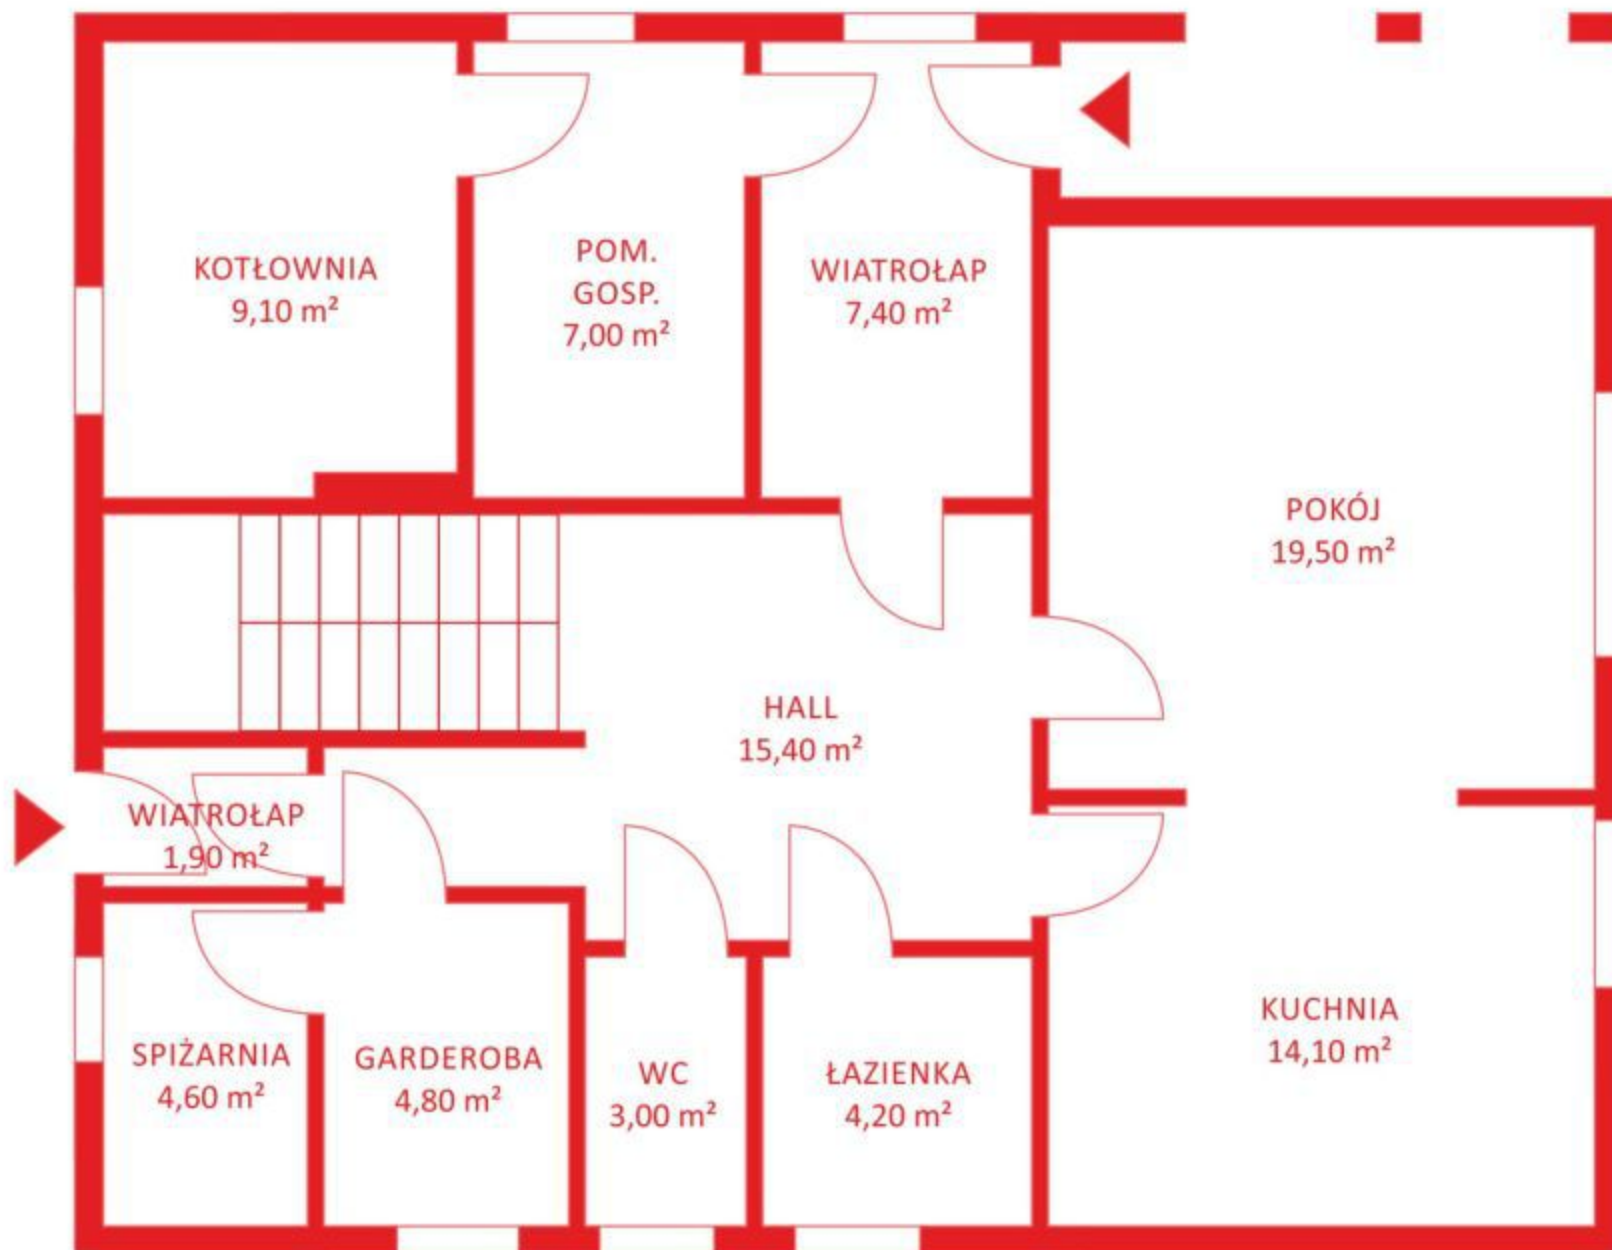 KOTŁOWNIA
9,10 m²
POM.
GOSP.
7,00 m²
WIATROŁAP
7,40 m²
POKÓJ
19,50 m²
HALL
15,40 m²
WIATROŁAP
1,90 m²
SPIŻARNIA
4,60 m²
GARDEROBA
4,80 m²
WC
3,00 m²
ŁAZIENKA
4,20 m²
KUCHNIA
14,10 m²